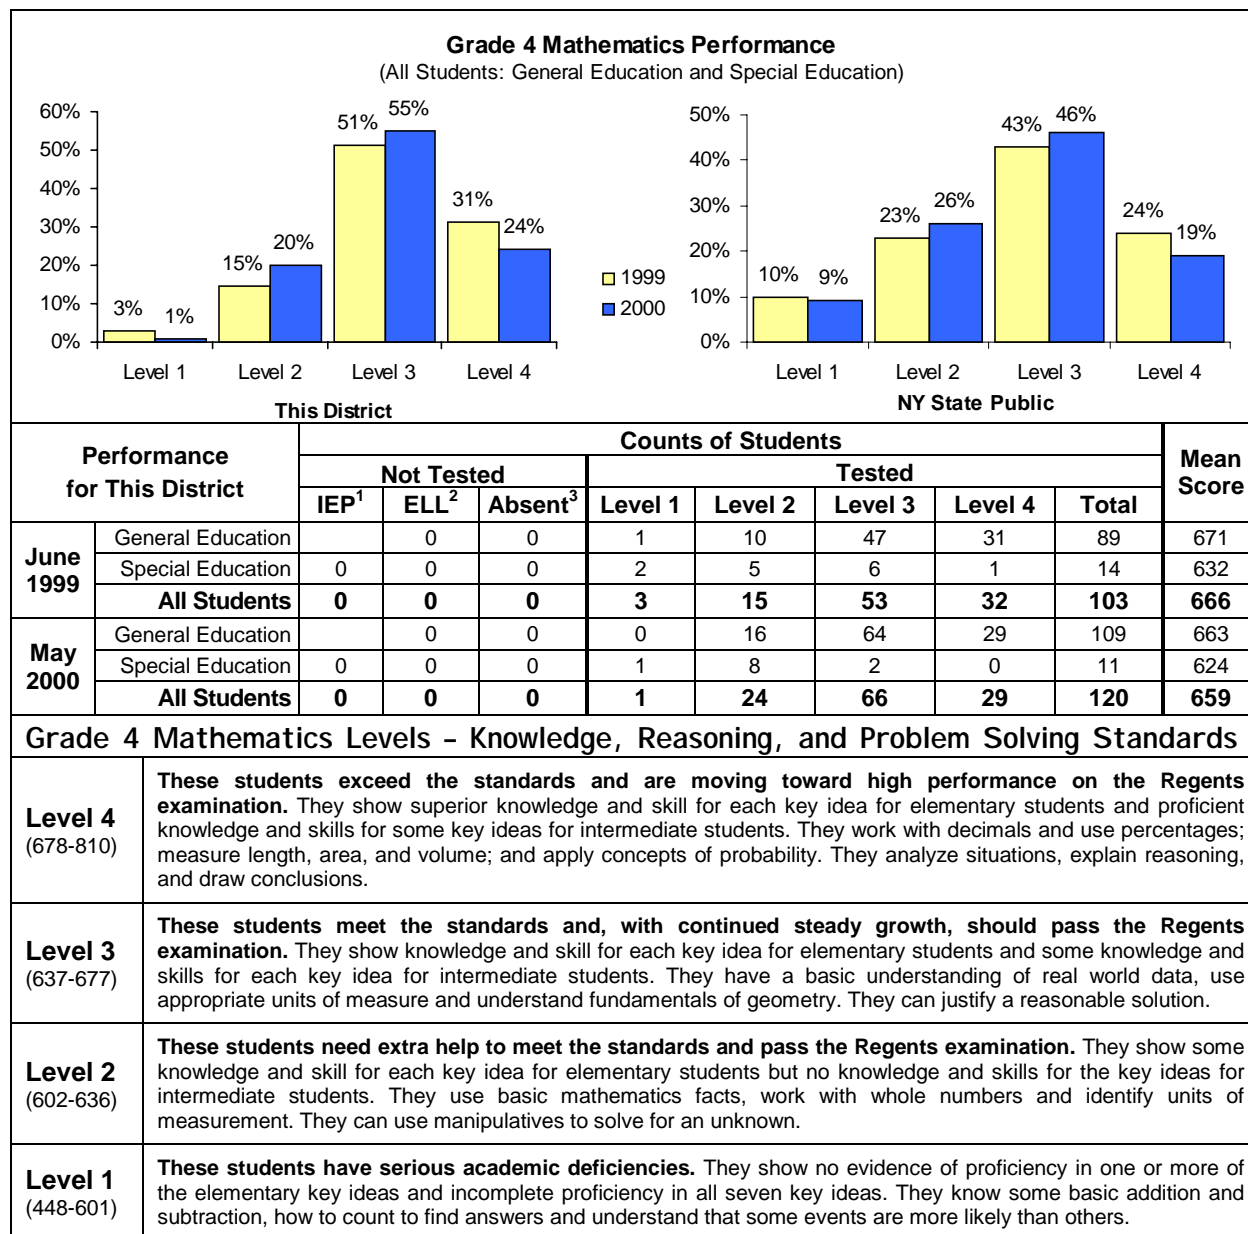 Grade 4 Mathematics Performance
(All Students: General Education and Special Education)
60%
50%
40%
30%
20%
10%
0%
3%
1%
15%
20%
51%
55%
31%
24%
Level 1
Level 2
Level 3
Level 4
This District
1999
2000
50%
40%
30%
20%
10%
0%
10%
9%
23%
26%
43%
46%
24%
19%
Level 1
Level 2
Level 3
Level 4
NY State Public
Performance for This District
Counts of Students
Mean Score
Not Tested
Tested
IEP1 ELL2 Absent3 Level 1 Level 2 Level 3 Level 4 Total
June 1999
General Education 0 0 1 10 47 31 89 671
Special Education 0 0 0 2 5 6 1 14 632
All Students 0 0 0 3 15 53 32 103 666
May 2000
General Education 0 0 0 16 64 29 109 663
Special Education 0 0 0 1 8 2 0 11 624
All Students 0 0 0 1 24 66 29 120 659
Grade 4 Mathematics Levels – Knowledge, Reasoning, and Problem Solving Standards
Level 4
(678-810)
These students exceed the standards and are moving toward high performance on the Regents
examination. They show superior knowledge and skill for each key idea for elementary students and proficient
knowledge and skills for some key ideas for intermediate students. They work with decimals and use percentages;
measure length, area, and volume; and apply concepts of probability. They analyze situations, explain reasoning,
and draw conclusions.
Level 3
(637-677)
These students meet the standards and, with continued steady growth, should pass the Regents
examination. They show knowledge and skill for each key idea for elementary students and some knowledge and
skills for each key idea for intermediate students. They have a basic understanding of real world data, use
appropriate units of measure and understand fundamentals of geometry. They can justify a reasonable solution.
Level 2
(602-636)
These students need extra help to meet the standards and pass the Regents examination. They show some
knowledge and skill for each key idea for elementary students but no knowledge and skills for the key ideas for
intermediate students. They use basic mathematics facts, work with whole numbers and identify units of
measurement. They can use manipulatives to solve for an unknown.
Level 1
(448-601)
These students have serious academic deficiencies. They show no evidence of proficiency in one or more of
the elementary key ideas and incomplete proficiency in all seven key ideas. They know some basic addition and
subtraction, how to count to find answers and understand that some events are more likely than others.